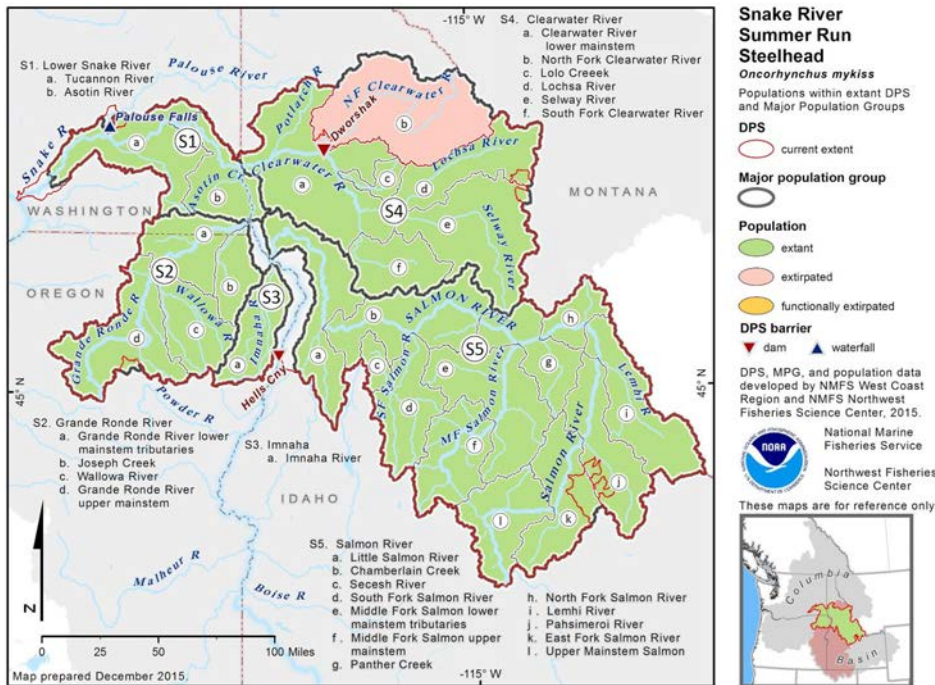 -115° W
S4. Clearwater River
a. Clearwater River
lower mainstem
b. North Fork Clearwater River
c. Lolo Creeek
d. Lochsa River
e. Selway River
f. South Fork Clearwater River
S1. Lower Snake River
a. Tucannon River
b. Asotin River
Palouse River
Potlatch R
NF Clearwater R
Dworshak
b
Palouse Falls
Snake R
a
S1
Lochsa River
Clearwater R
Asotin Cr
b
a
c
d
S4
e
f
Selway River
MONTANA
WASHINGTON
OREGON
a
S2
b
S3
Wallowa R
Imnaha R
Grande Ronde R
d
c
a
Hells Cny
a
b
SALMON RIVER
h
S5
c
e
g
SF Salmon R
MF Salmon River
d
f
Salmon River
Lemhi R
i
j
k
l
45° N
45° N
Powder R
S2. Grande Ronde River
a. Grande Ronde River lower
mainstem tributaries
b. Joseph Creek
c. Wallowa River
d. Grande Ronde River
upper mainstem
S3. Imnaha
a. Imnaha River
IDAHO
Malheur R
Boise R
S5. Salmon River
a. Little Salmon River
b. Chamberlain Creek
c. Secesh River
d. South Fork Salmon River
e. Middle Fork Salmon lower
mainstem tributaries
f. Middle Fork Salmon upper
mainstem
g. Panther Creek
h. North Fork Salmon River
i. Lemhi River
j. Pahsimeroi River
k. East Fork Salmon River
l. Upper Mainstem Salmon
N
0 50 100 Miles
Map prepared December 2015.
-115° W
Snake River
Summer Run
Steelhead
Oncorhynchus mykiss
Populations within extant DPS
and Major Population Groups
DPS
current extent
Major population group
Population
extant
extirpated
functionally extirpated
DPS barrier
dam
waterfall
DPS, MPG, and population data
developed by NMFS West Coast
Region and NMFS Northwest
Fisheries Science Center, 2015.
NOAA
National Marine
Fisheries Service
Northwest Fisheries
Science Center
These maps are for reference only
Columbia
Basin